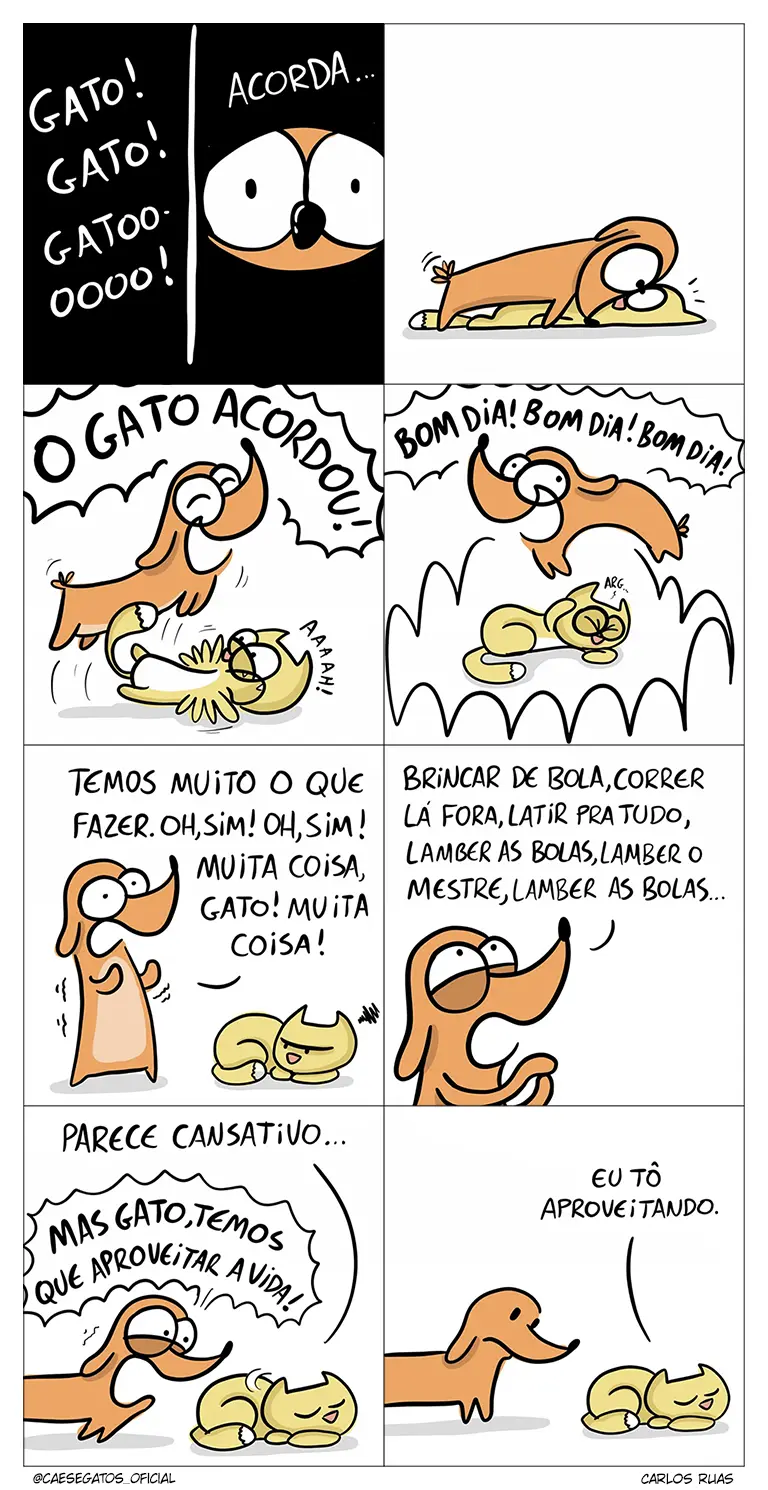 GATO!
GATO!
GATOO-
OOOO!
ACORDA...
O GATO ACORDOU!
AAAAH!
BOM DIA! BOM DIA! BOM DIA!
ARG...
TEMOS MUITO O QUE
FAZER. OH, SIM! OH, SIM!
MUITA COISA,
GATO! MUITA
COISA!
BRINCAR DE BOLA, CORRER
LÁ FORA, LATIR PRA TUDO,
LAMBER AS BOLAS, LAMBER O
MESTRE, LAMBER AS BOLAS...
PARECE CANSATIVO...
MAS GATO, TEMOS
QUE APROVEITAR A VIDA!
EU TÔ
APROVEITANDO.
@CAESEGATOS_OFICIAL
CARLOS RUAS